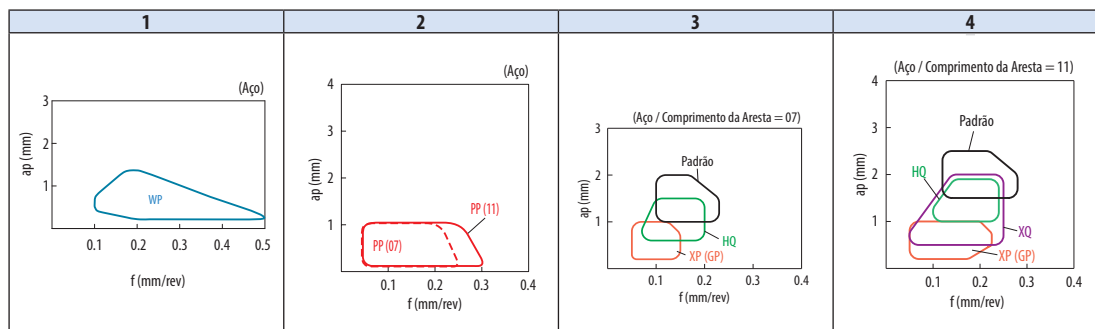 1
2
3
4
(Aço)
3
2
1
ap (mm)
WP
0.1
0.2
0.3
0.4
0.5
f (mm/rev)
(Aço)
4
3
2
1
ap (mm)
PP (11)
PP (07)
0.1
0.2
0.3
0.4
f (mm/rev)
(Aço / Comprimento da Aresta = 07)
3
2
1
0
ap (mm)
Padrão
HQ
XP (GP)
0.1
0.2
0.3
0.4
f (mm/rev)
(Aço / Comprimento da Aresta = 11)
4
3
2
1
0
ap (mm)
Padrão
HQ
XQ
XP (GP)
0.1
0.2
0.3
0.4
f (mm/rev)